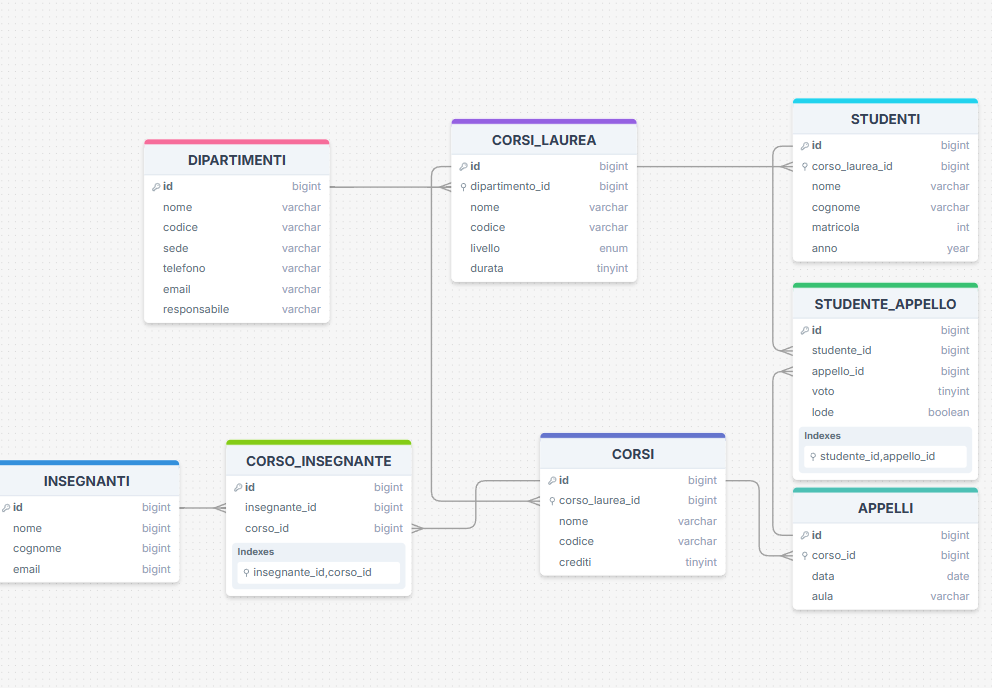 DIPARTIMENTI
id bigint
nome varchar
codice varchar
sede varchar
telefono varchar
email varchar
responsabile varchar
CORSI_LAUREA
id bigint
dipartimento_id bigint
nome varchar
codice varchar
livello enum
durata tinyint
STUDENTI
id bigint
corso_laurea_id bigint
nome varchar
cognome varchar
matricola int
anno year
STUDENTE_APPELLO
id bigint
studente_id bigint
appello_id bigint
voto tinyint
lode boolean
Indexes
studente_id,appello_id
INSEGNANTI
id bigint
nome bigint
cognome bigint
email bigint
CORSO_INSEGNANTE
id bigint
insegnante_id bigint
corso_id bigint
Indexes
insegnante_id,corso_id
CORSI
id bigint
corso_laurea_id bigint
nome varchar
codice varchar
crediti tinyint
APPELLI
id bigint
corso_id bigint
data date
aula varchar